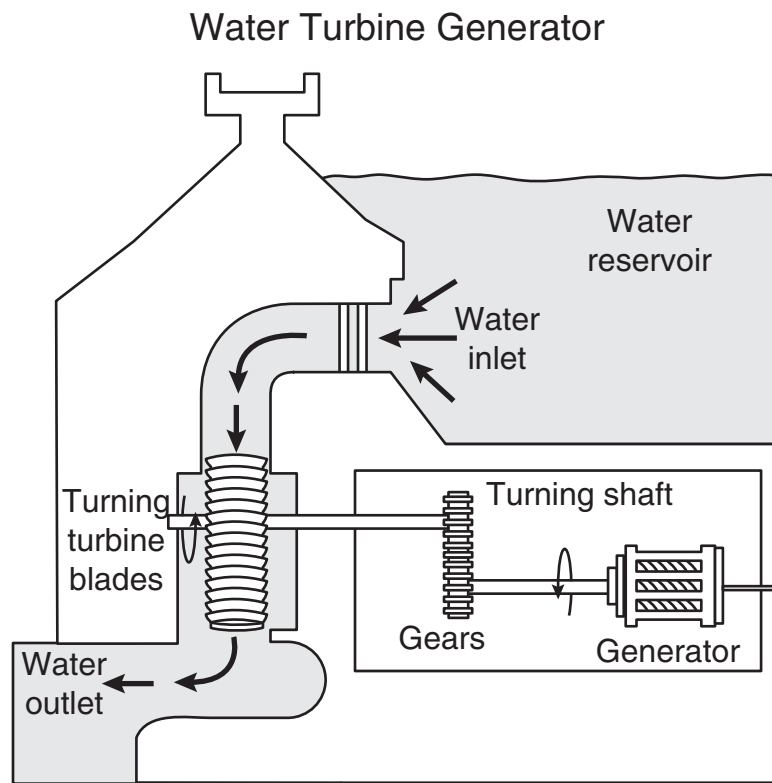 Water Turbine Generator
Water
reservoir
Water
inlet
Turning
turbine
blades
Turning shaft
Gears
Generator
Water
outlet